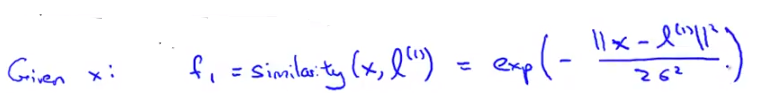 Given x: f₁ = similarity (x, l⁽¹⁾) = exp(- ||x - l⁽¹⁾||² / 2σ²)